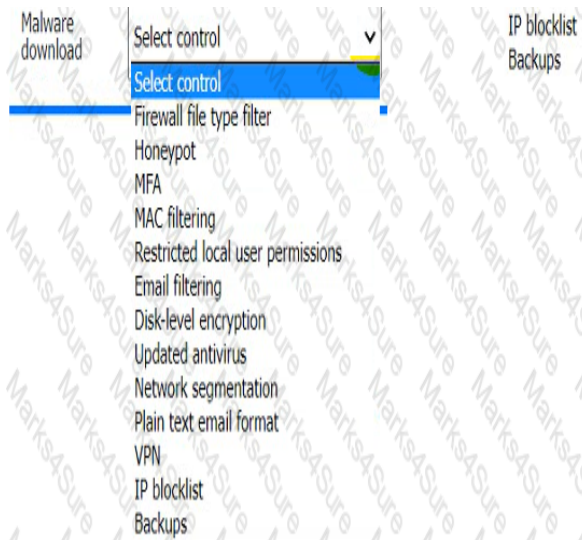 Malware
download
Select control
IP blocklist
Backups
Select control
Firewall file type filter
Honeypot
MFA
MAC filtering
Restricted local user permissions
Email filtering
Disk-level encryption
Updated antivirus
Network segmentation
Plain text email format
VPN
IP blocklist
Backups
Marks4Sure